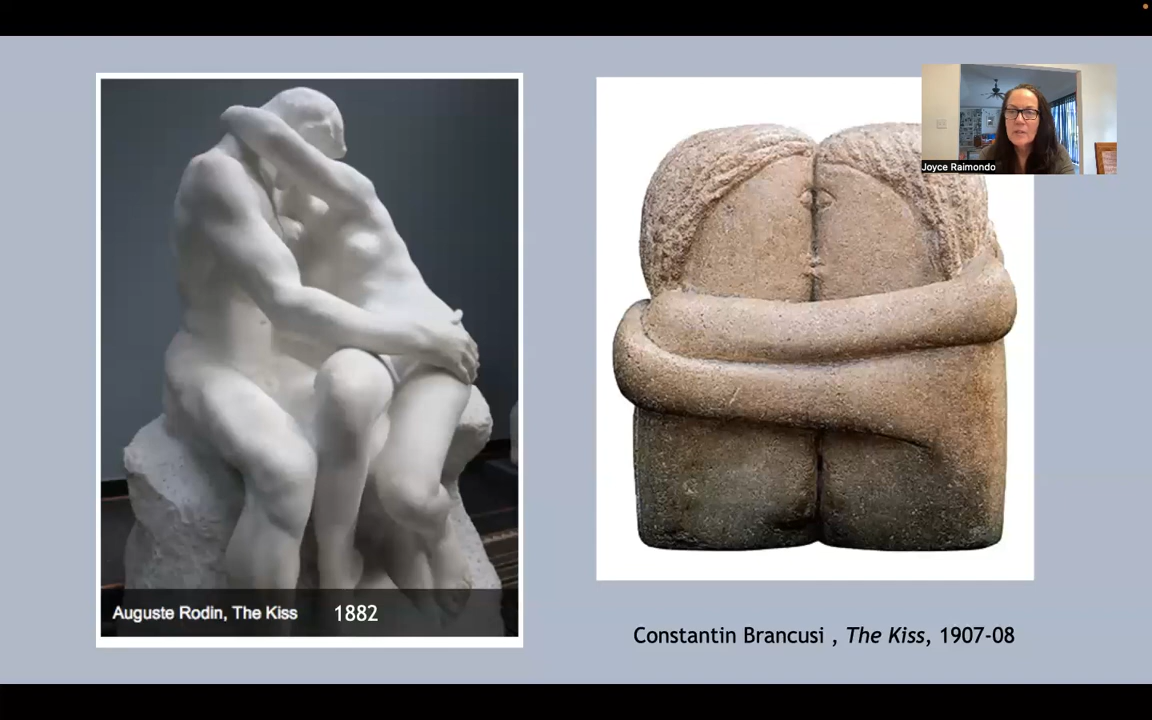 Joyce Raimondo
Auguste Rodin, The Kiss 1882
Constantin Brancusi , The Kiss, 1907-08